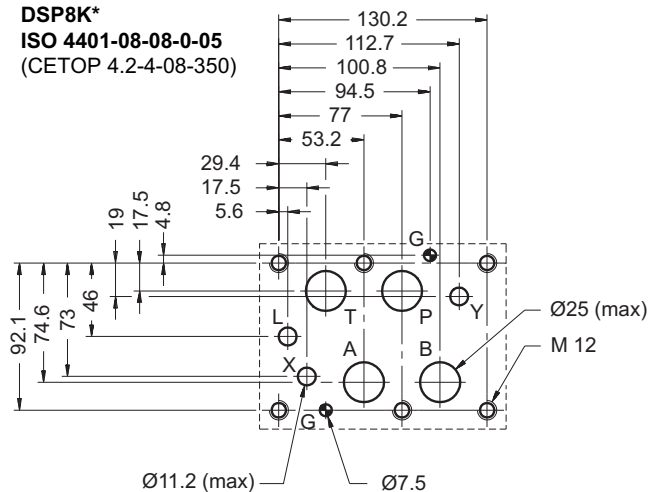 DSP8K*
ISO 4401-08-08-0-05
(CETOP 4.2-4-08-350)
130.2
112.7
100.8
94.5
77
53.2
29.4
17.5
5.6
19
17.5
4.8
G
92.1
74.6
73
46
L
T
P
Y
X
A
B
Ø25 (max)
M 12
G
Ø11.2 (max)
Ø7.5